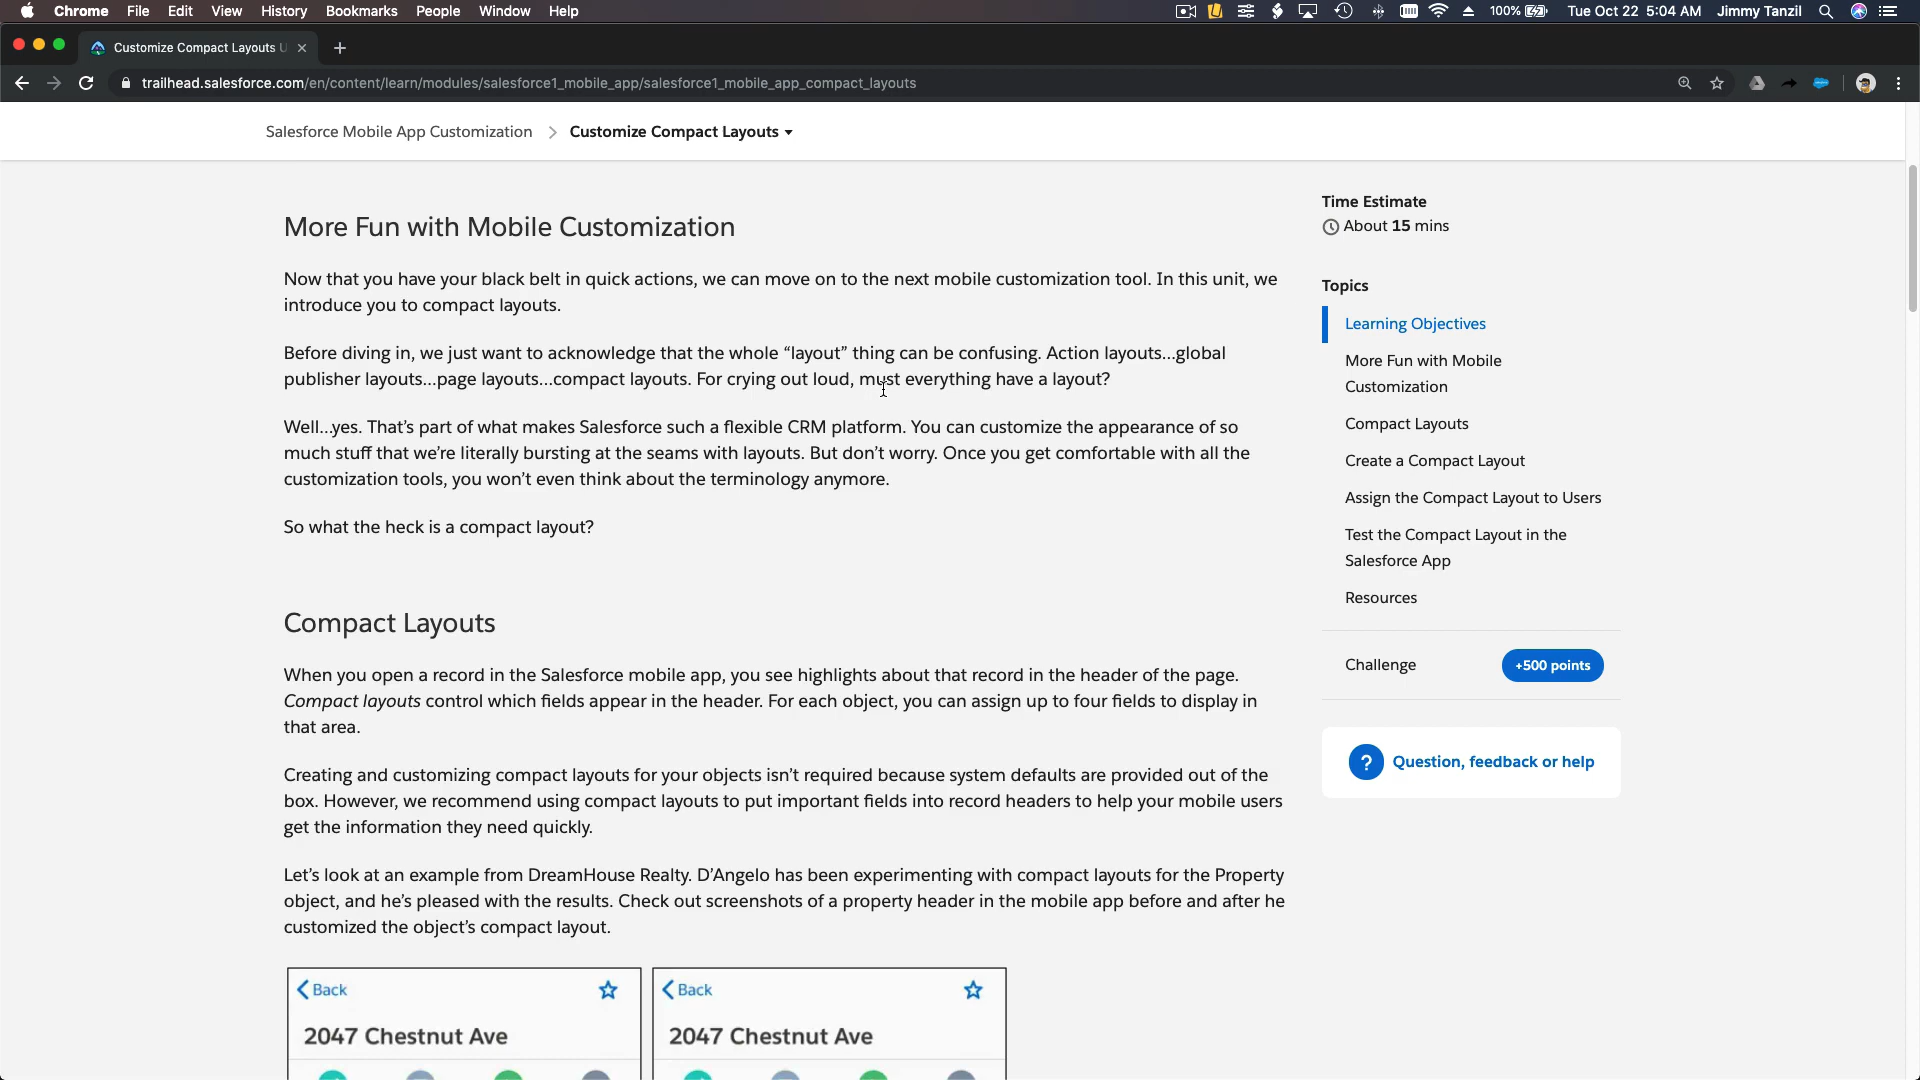 Chrome File Edit View History Bookmarks People Window Help 100% Tue Oct 22 5:04 AM Jimmy Tanzil
Customize Compact Layouts U
trailhead.salesforce.com/en/content/learn/modules/salesforce1_mobile_app/salesforce1_mobile_app_compact_layouts
Salesforce Mobile App Customization > Customize Compact Layouts
More Fun with Mobile Customization
Now that you have your black belt in quick actions, we can move on to the next mobile customization tool. In this unit, we
introduce you to compact layouts.
Before diving in, we just want to acknowledge that the whole “layout” thing can be confusing. Action layouts...global
publisher layouts...page layouts...compact layouts. For crying out loud, must everything have a layout?
Well...yes. That’s part of what makes Salesforce such a flexible CRM platform. You can customize the appearance of so
much stuff that we’re literally bursting at the seams with layouts. But don’t worry. Once you get comfortable with all the
customization tools, you won’t even think about the terminology anymore.
So what the heck is a compact layout?
Compact Layouts
When you open a record in the Salesforce mobile app, you see highlights about that record in the header of the page.
Compact layouts control which fields appear in the header. For each object, you can assign up to four fields to display in
that area.
Creating and customizing compact layouts for your objects isn’t required because system defaults are provided out of the
box. However, we recommend using compact layouts to put important fields into record headers to help your mobile users
get the information they need quickly.
Let’s look at an example from DreamHouse Realty. D’Angelo has been experimenting with compact layouts for the Property
object, and he’s pleased with the results. Check out screenshots of a property header in the mobile app before and after he
customized the object’s compact layout.
Back
2047 Chestnut Ave
Back
2047 Chestnut Ave
Time Estimate
About 15 mins
Topics
Learning Objectives
More Fun with Mobile
Customization
Compact Layouts
Create a Compact Layout
Assign the Compact Layout to Users
Test the Compact Layout in the
Salesforce App
Resources
Challenge +500 points
? Question, feedback or help